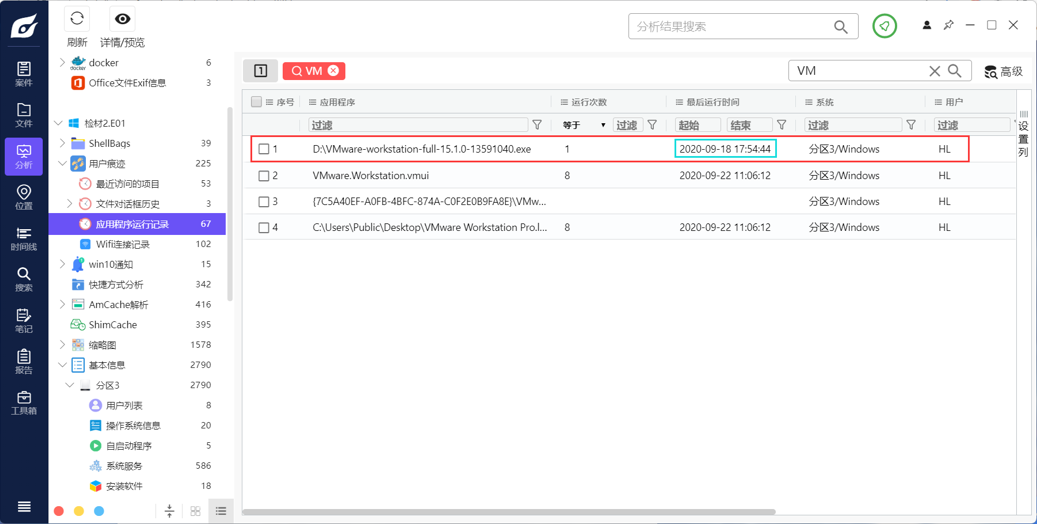 刷新
详情/预览
分析结果搜索
案件
文件
分析
位置
时间线
搜索
笔记
报告
工具箱
docker 6
Office文件Exif信息 3
检材2.E01
ShellBags 39
用户痕迹 225
最近访问的项目 53
文件对话框历史 3
应用程序运行记录 67
Wifi连接记录 102
win10通知 15
快捷方式分析 342
AmCache解析 416
ShimCache 395
缩略图 1578
基本信息 2790
分区3 2790
用户列表 8
操作系统信息 20
自启动程序 5
系统服务 586
安装软件 18
1 VM VM 高级
序号 应用程序 运行次数 最后运行时间 系统 用户
过滤 等于 过滤 起始 结束 过滤 过滤
设置列
1 D:\VMware-workstation-full-15.1.0-13591040.exe 1 2020-09-18 17:54:44 分区3/Windows HL
2 VMware.Workstation.vmui 8 2020-09-22 11:06:12 分区3/Windows HL
3 {7C5A40EF-A0FB-4BFC-874A-C0F2E0B9FA8E}\VMw... 分区3/Windows HL
4 C:\Users\Public\Desktop\VMware Workstation Pro.l... 8 2020-09-22 11:06:12 分区3/Windows HL